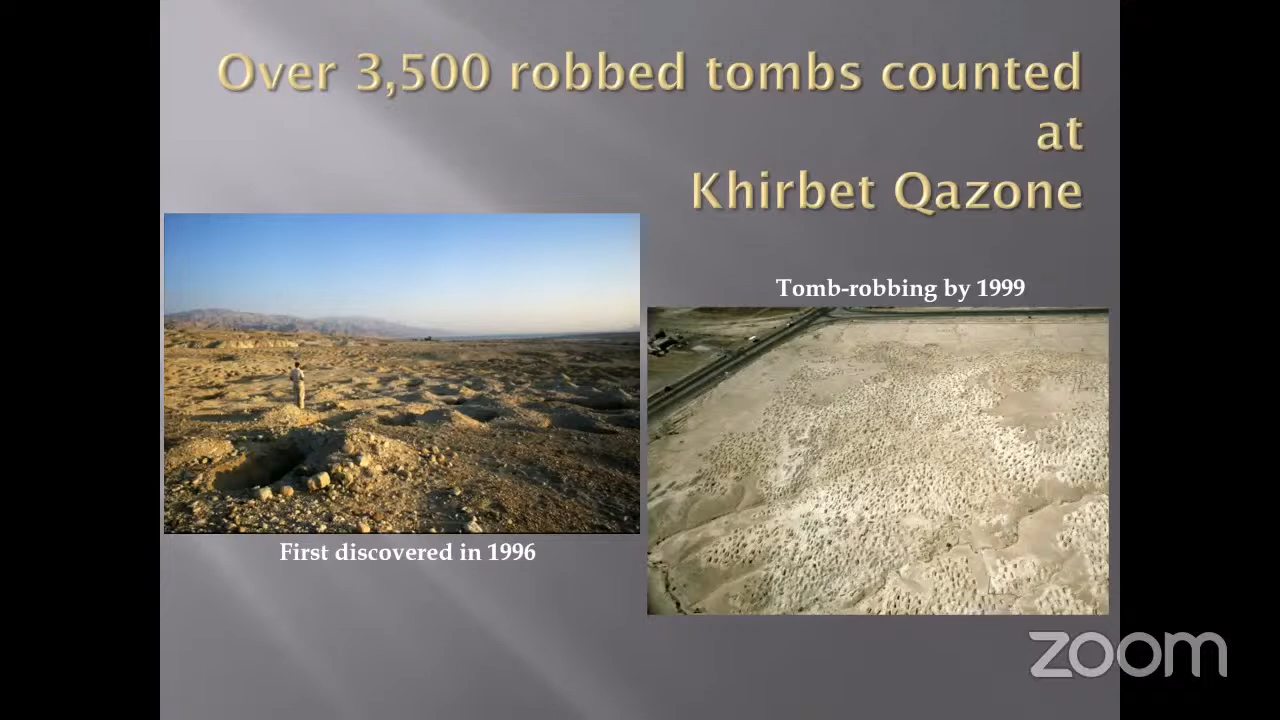 Over 3,500 robbed tombs counted
at
Khirbet Qazone
Tomb-robbing by 1999
First discovered in 1996
zoom